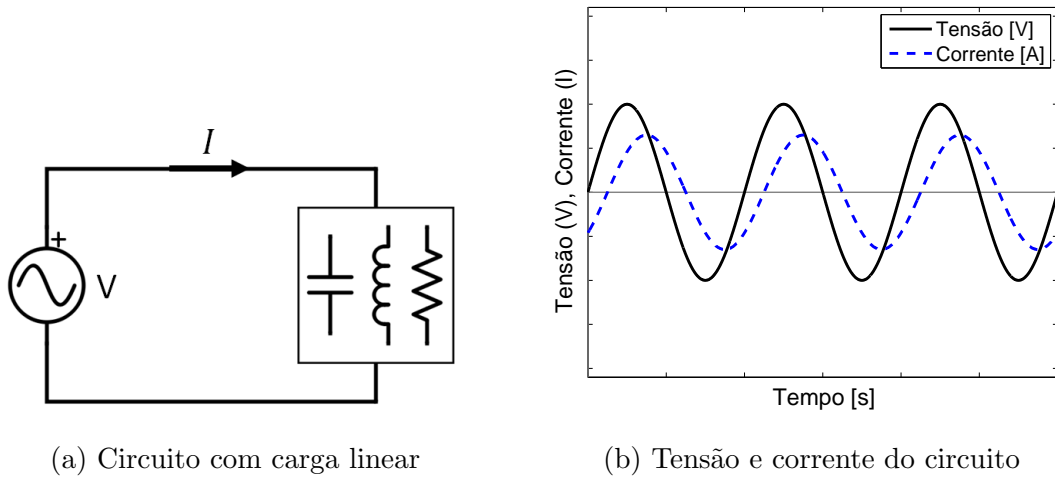 I
+
V
(a) Circuito com carga linear
Tensão [V]
Corrente [A]
Tensão (V), Corrente (I)
Tempo [s]
(b) Tensão e corrente do circuito